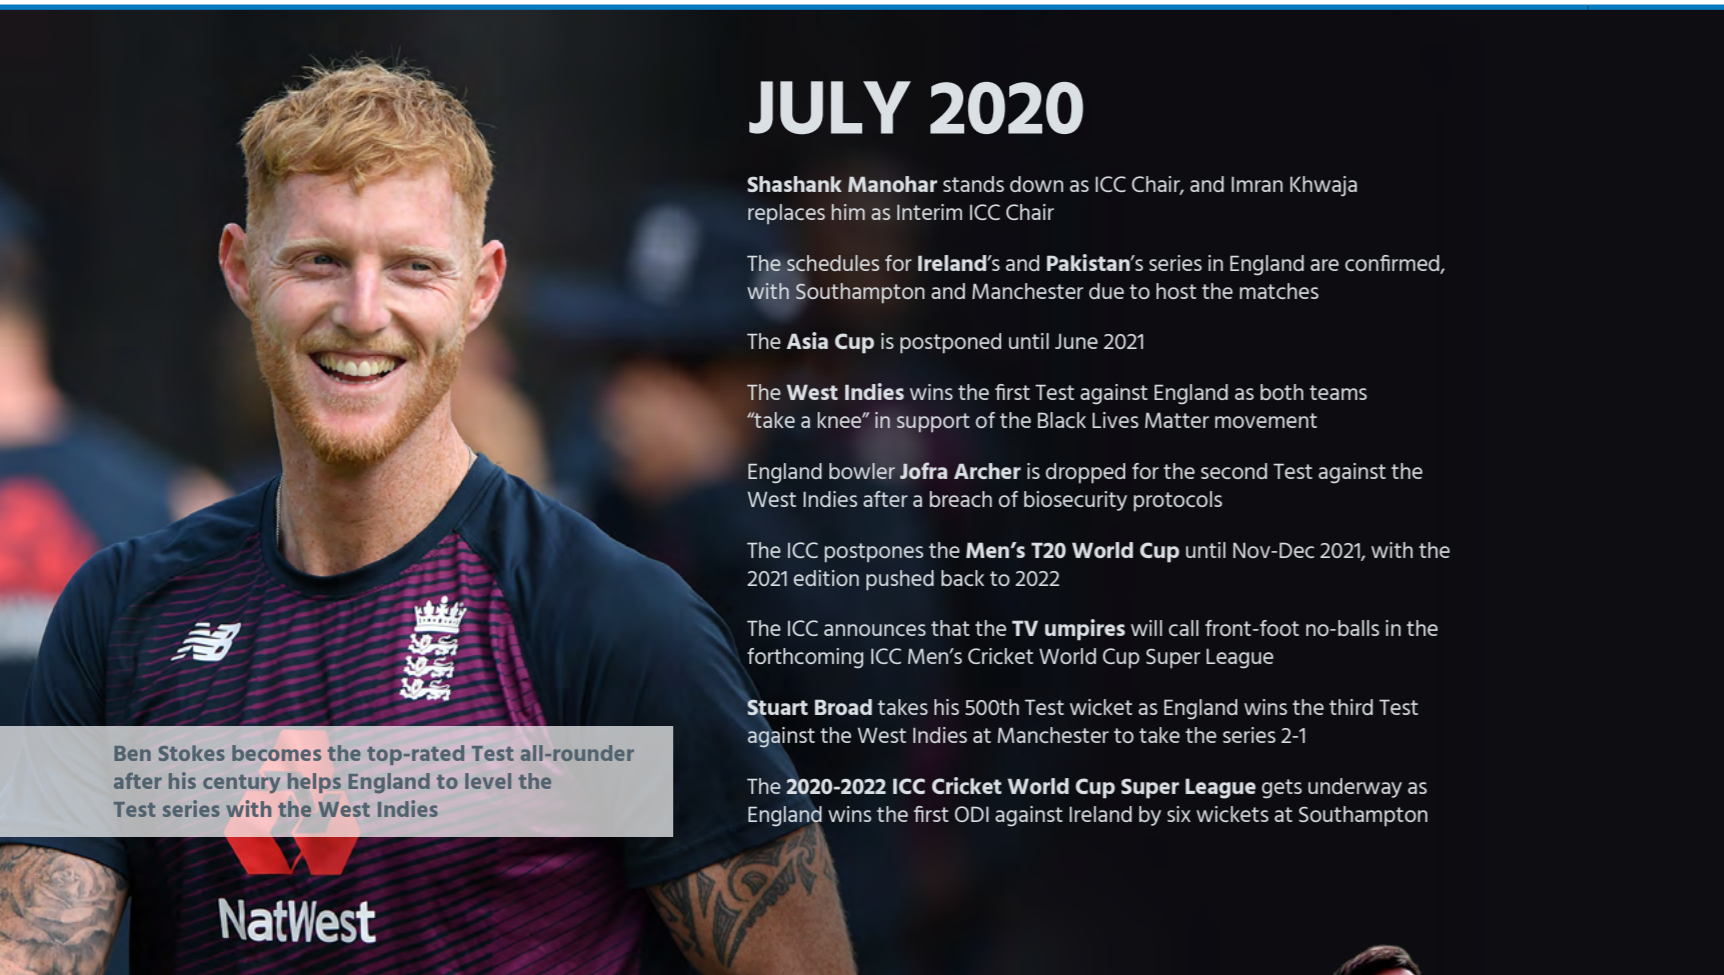 JULY 2020
Shashank Manohar stands down as ICC Chair, and Imran Khwaja
replaces him as Interim ICC Chair
The schedules for Ireland’s and Pakistan’s series in England are confirmed,
with Southampton and Manchester due to host the matches
The Asia Cup is postponed until June 2021
The West Indies wins the first Test against England as both teams
“take a knee” in support of the Black Lives Matter movement
England bowler Jofra Archer is dropped for the second Test against the
West Indies after a breach of biosecurity protocols
The ICC postpones the Men’s T20 World Cup until Nov-Dec 2021, with the
2021 edition pushed back to 2022
The ICC announces that the TV umpires will call front-foot no-balls in the
forthcoming ICC Men’s Cricket World Cup Super League
Stuart Broad takes his 500th Test wicket as England wins the third Test
against the West Indies at Manchester to take the series 2-1
The 2020-2022 ICC Cricket World Cup Super League gets underway as
England wins the first ODI against Ireland by six wickets at Southampton
Ben Stokes becomes the top-rated Test all-rounder
after his century helps England to level the
Test series with the West Indies
NatWest